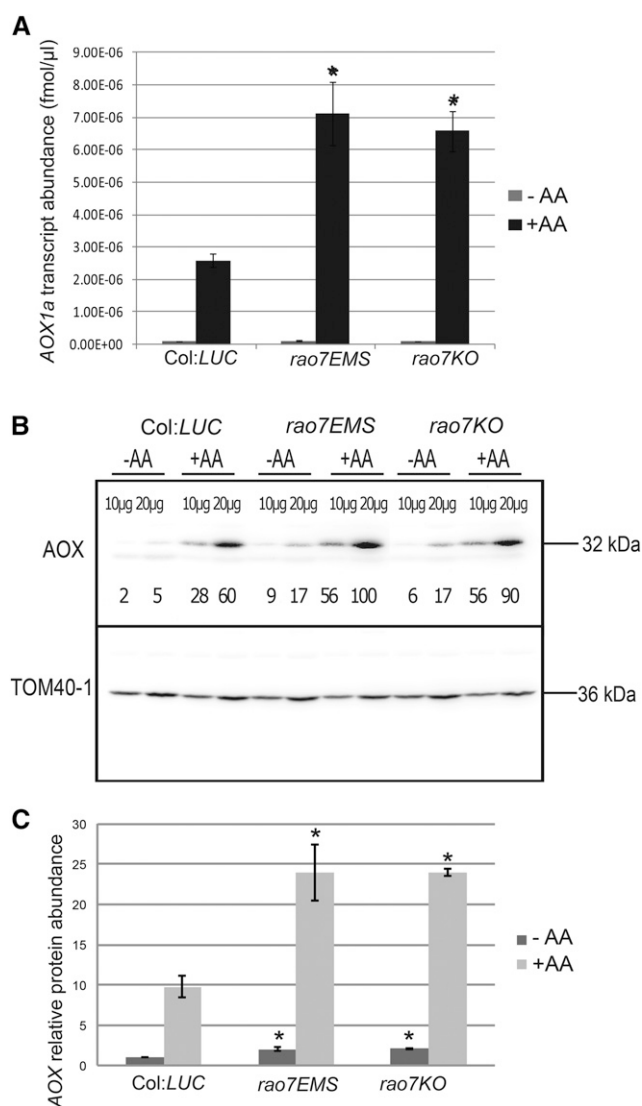 A
AOX1a transcript abundance (fmol/µl)
9.00E-06
8.00E-06
7.00E-06
6.00E-06
5.00E-06
4.00E-06
3.00E-06
2.00E-06
1.00E-06
0.00E+00
*
*
- AA
+AA
Col:LUC
rao7EMS
rao7KO
B
Col:LUC rao7EMS rao7KO
-AA +AA -AA +AA -AA +AA
10µg 20µg 10µg 20µg 10µg 20µg 10µg 20µg 10µg 20µg 10µg 20µg
AOX
32 kDa
2 5 28 60 9 17 56 100 6 17 56 90
TOM40-1
36 kDa
C
AOX relative protein abundance
30
25
20
15
10
5
0
* *
* *
- AA
+AA
Col:LUC
rao7EMS
rao7KO